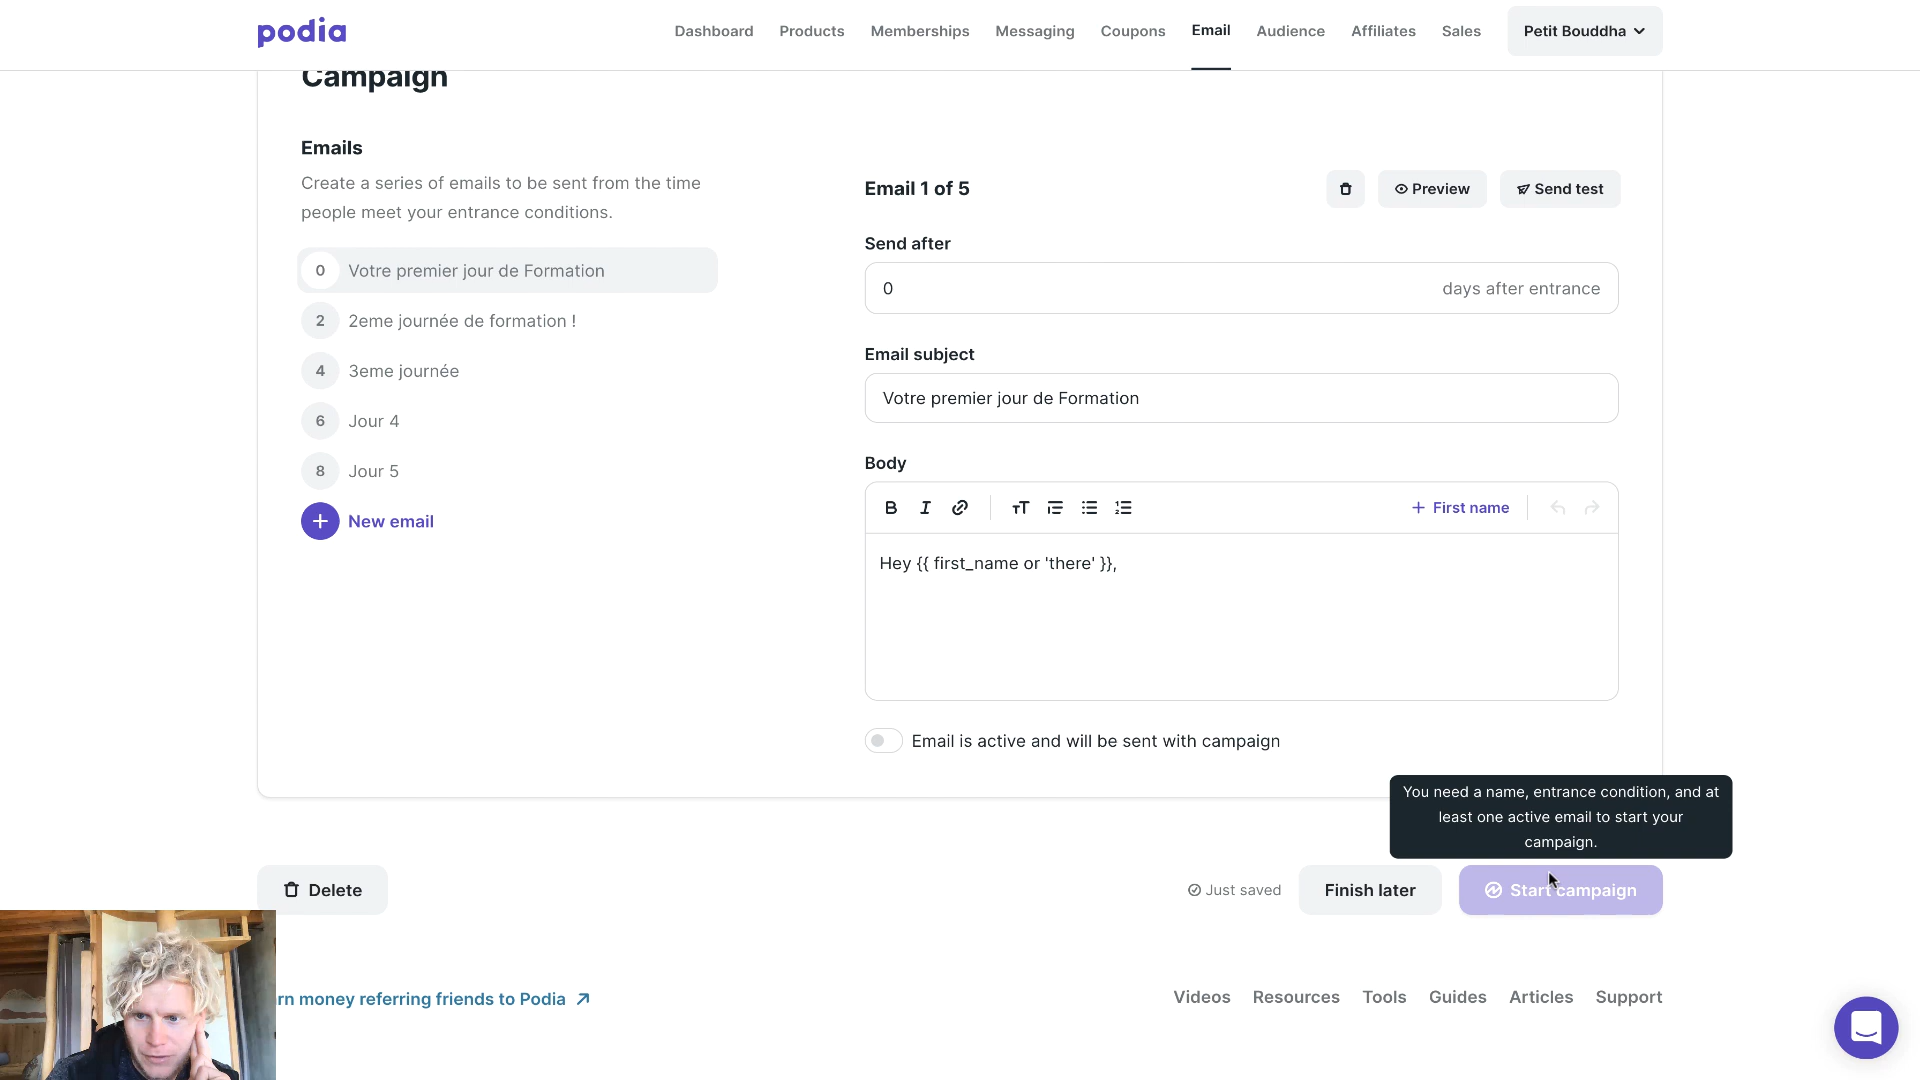 podia
Dashboard
Products
Memberships
Messaging
Coupons
Email
Audience
Affiliates
Sales
Petit Bouddha
Campaign
Emails
Create a series of emails to be sent from the time
people meet your entrance conditions.
0 Votre premier jour de Formation
2 2eme journée de formation !
4 3eme journée
6 Jour 4
8 Jour 5
+ New email
Email 1 of 5
Preview
Send test
Send after
0 days after entrance
Email subject
Votre premier jour de Formation
Body
B I + First name
Hey {{ first_name or 'there' }},
Email is active and will be sent with campaign
You need a name, entrance condition, and at
least one active email to start your
campaign.
Delete
Just saved
Finish later
Start campaign
rn money referring friends to Podia
Videos
Resources
Tools
Guides
Articles
Support